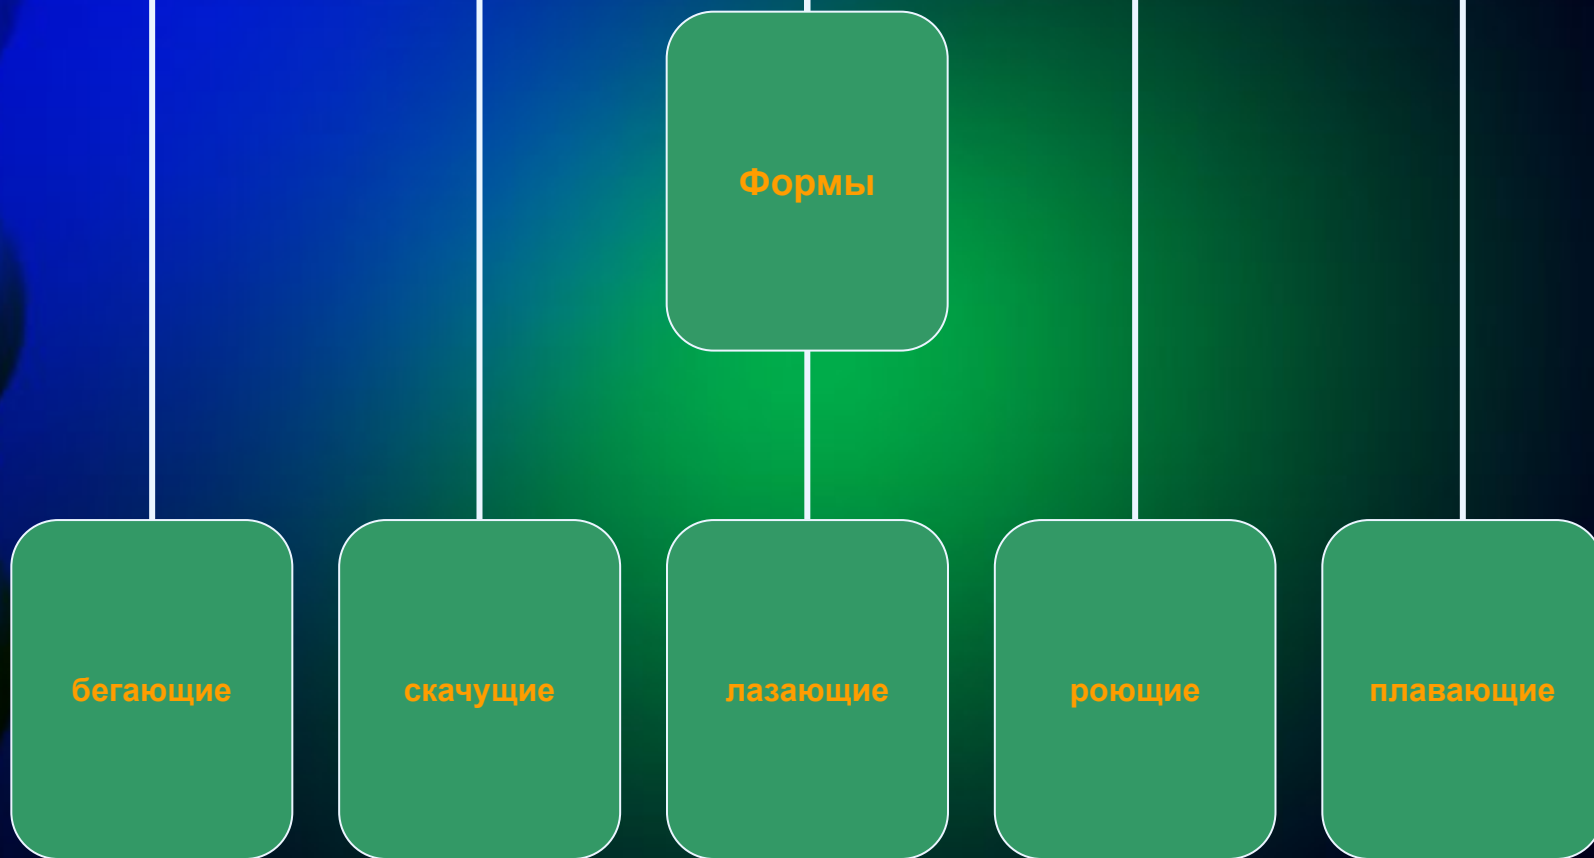 Формы
бегающие
скачущие
лазающие
роющие
плавающие